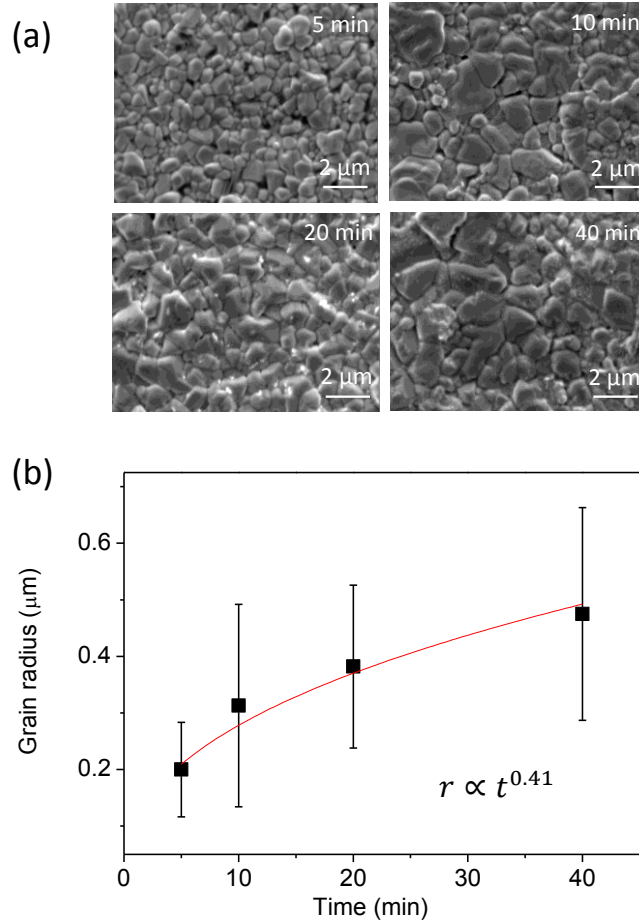 (a)
5 min
10 min
2 μm
2 μm
20 min
40 min
2 μm
2 μm
(b)
0.6
0.4
0.2
Grain radius (μm)
r ∝ t^0.41
0
10
20
30
40
Time (min)